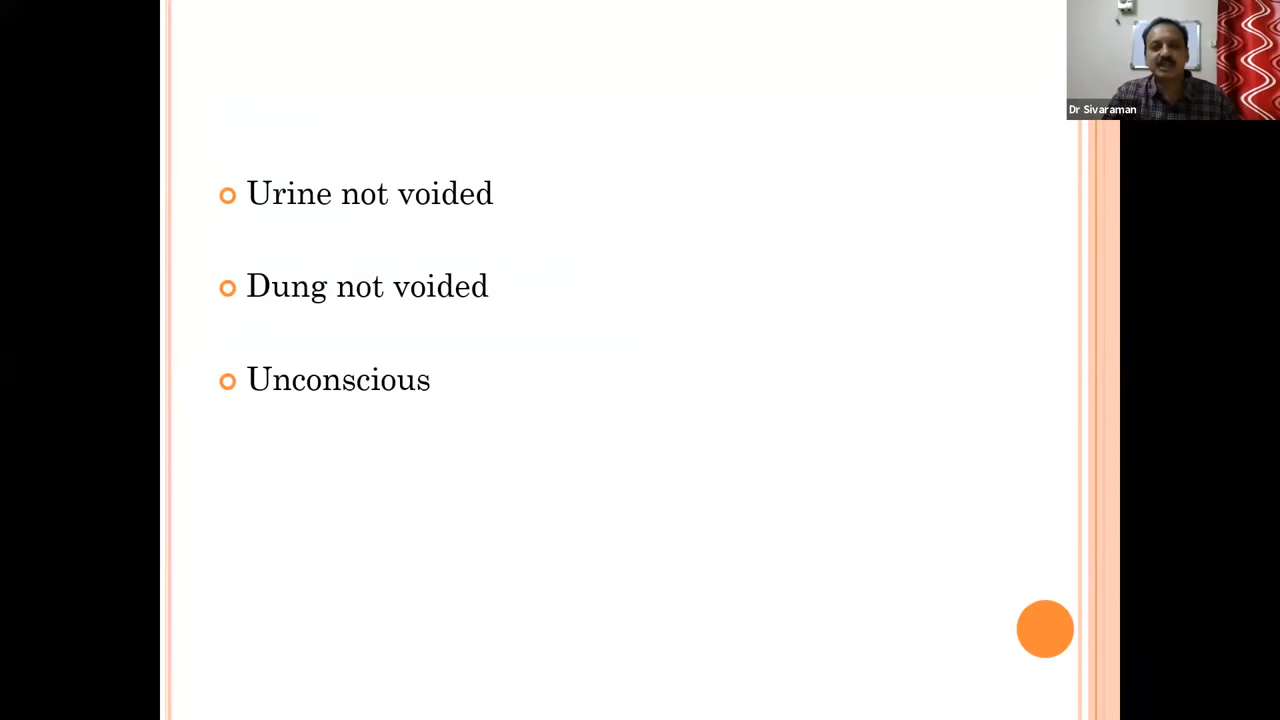 Dr Sivaraman
Urine not voided
Dung not voided
Unconscious